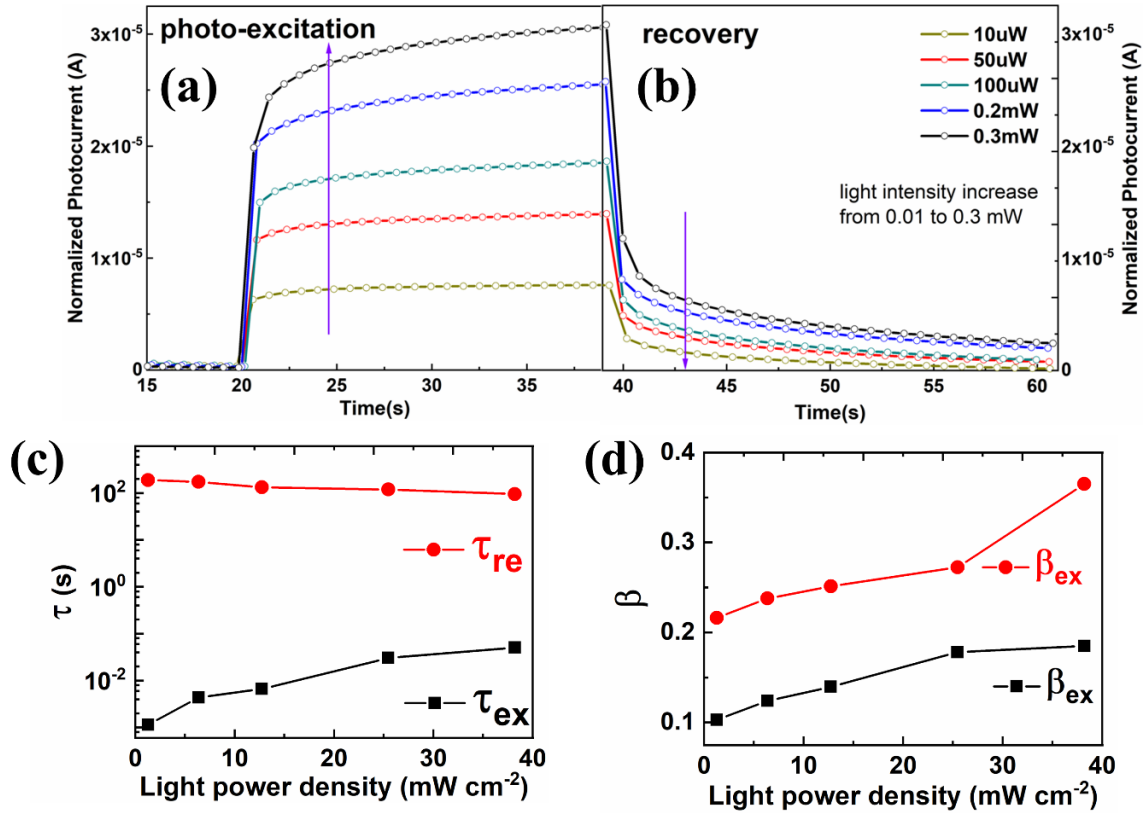 photo-excitation
(a)
Normalized Photocurrent (A)
3x10⁻⁵
2x10⁻⁵
1x10⁻⁵
0
15 20 25 30 35
Time(s)
recovery
(b)
10uW
50uW
100uW
0.2mW
0.3mW
light intensity increase
from 0.01 to 0.3 mW
3x10⁻⁵
2x10⁻⁵
1x10⁻⁵
0
Normalized Photocurrent (A)
40 45 50 55 60
Time(s)
(c)
τ (s)
10²
10⁰
10⁻²
τre
τex
0 10 20 30 40
Light power density (mW cm⁻²)
(d)
β
0.4
0.3
0.2
0.1
βex
βex
0 10 20 30 40
Light power density (mW cm⁻²)